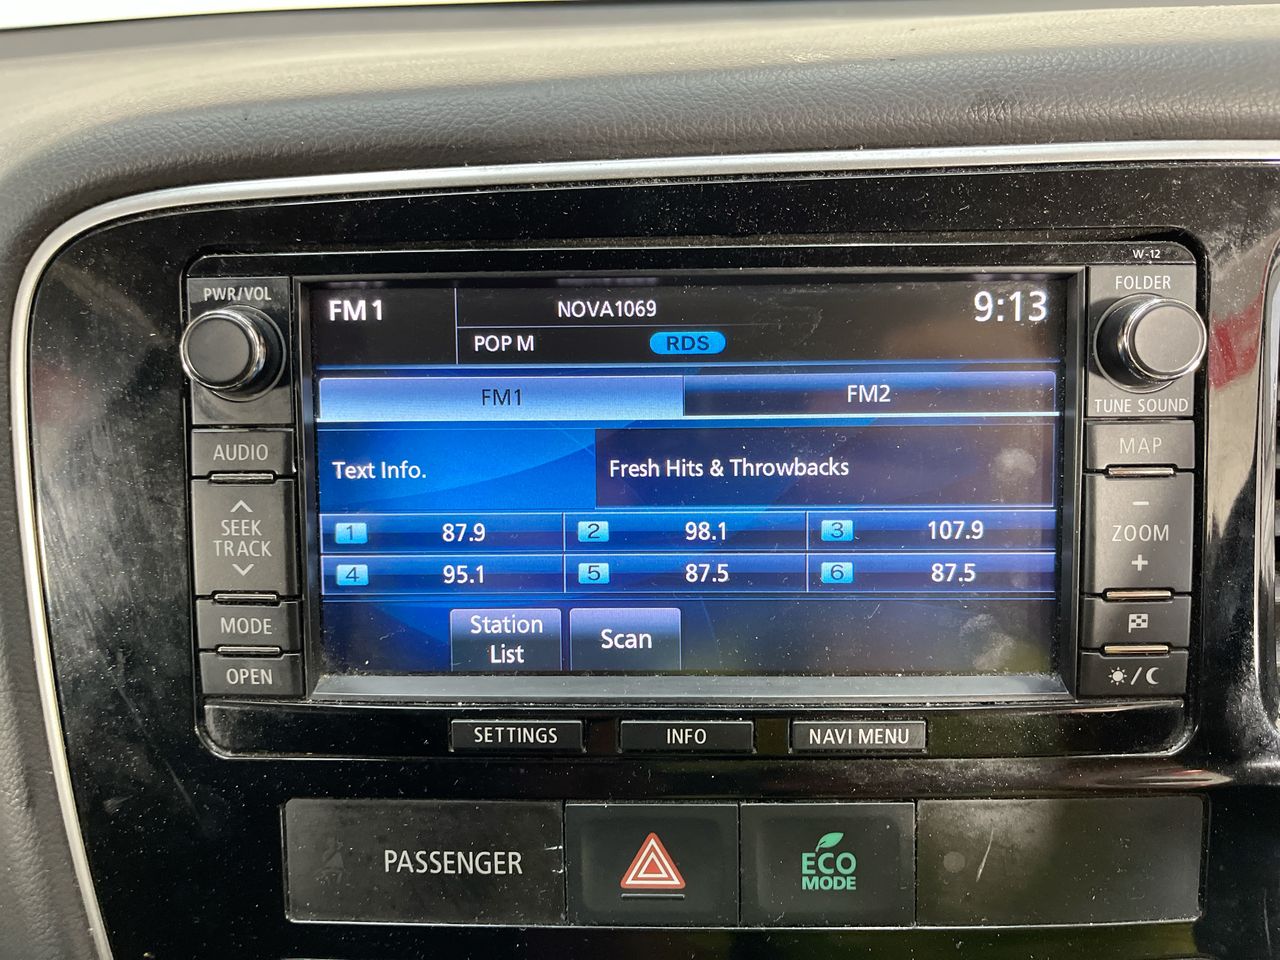 W-12
PWR/VOL
FOLDER
FM1
NOVA1069
9:13
POP M
RDS
TUNE SOUND
FM1
FM2
AUDIO
MAP
Text Info.
Fresh Hits & Throwbacks
SEEK
TRACK
- ZOOM +
1 87.9
2 98.1
3 107.9
4 95.1
5 87.5
6 87.5
MODE
Station
List
Scan
OPEN
SETTINGS
INFO
NAVI MENU
PASSENGER
ECO
MODE